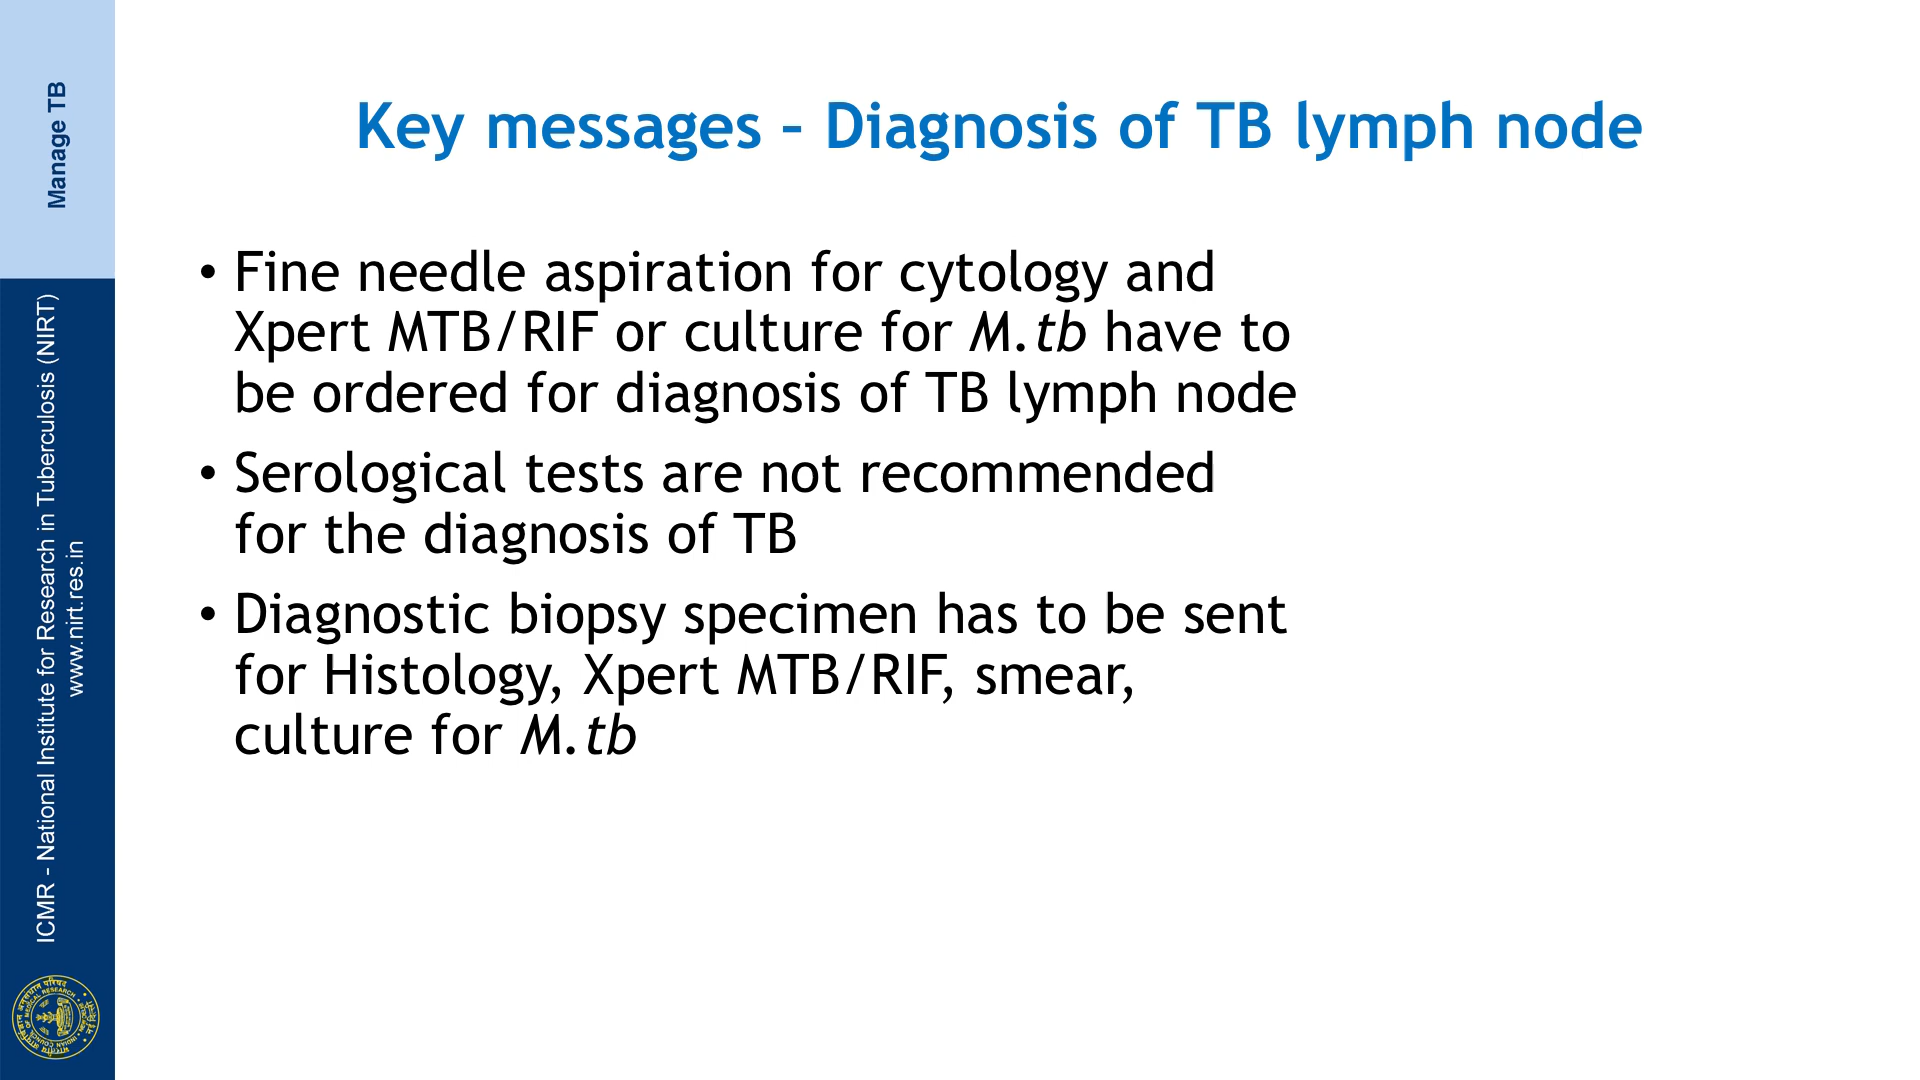 Manage TB
ICMR - National Institute for Research in Tuberculosis (NIRT)
www.nirt.res.in
Key messages – Diagnosis of TB lymph node
• Fine needle aspiration for cytology and
Xpert MTB/RIF or culture for M.tb have to
be ordered for diagnosis of TB lymph node
• Serological tests are not recommended
for the diagnosis of TB
• Diagnostic biopsy specimen has to be sent
for Histology, Xpert MTB/RIF, smear,
culture for M.tb